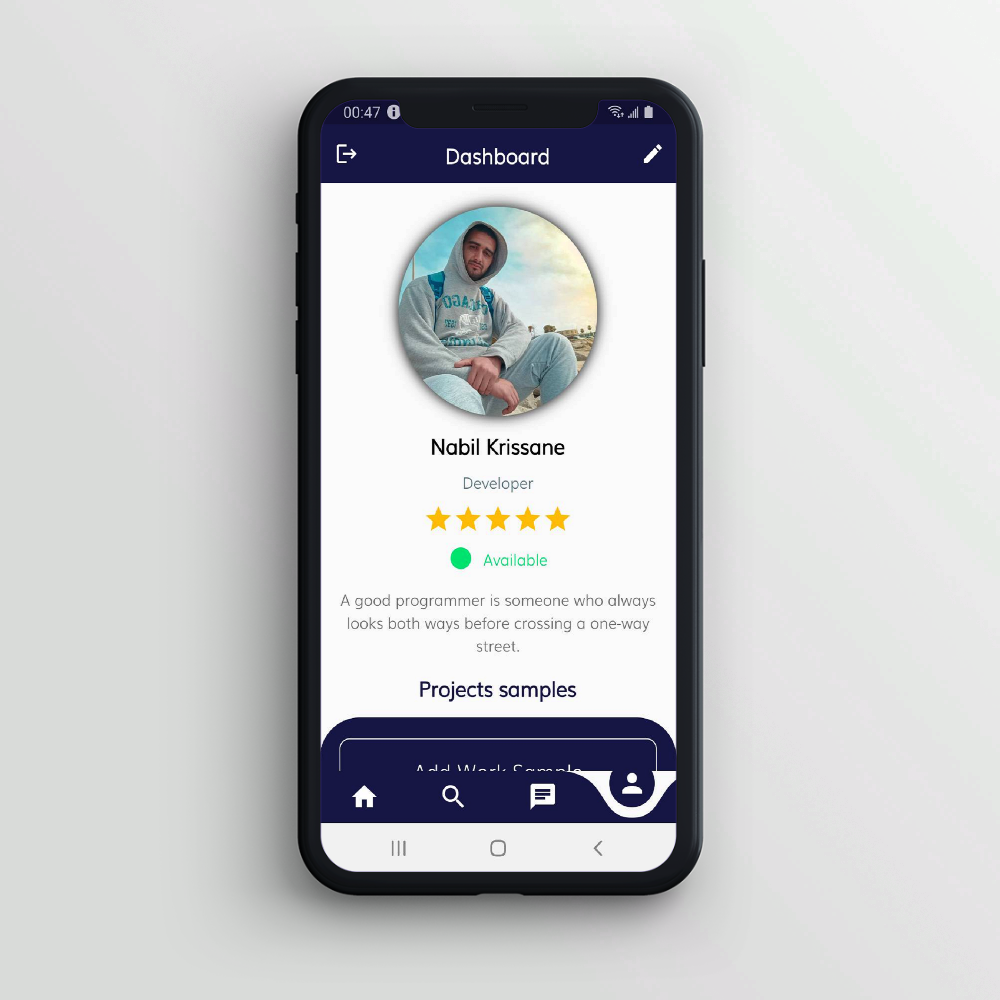 00:47
Dashboard
Nabil Krissane
Developer
Available
A good programmer is someone who always
looks both ways before crossing a one-way
street.
Projects samples
Add Work Sample